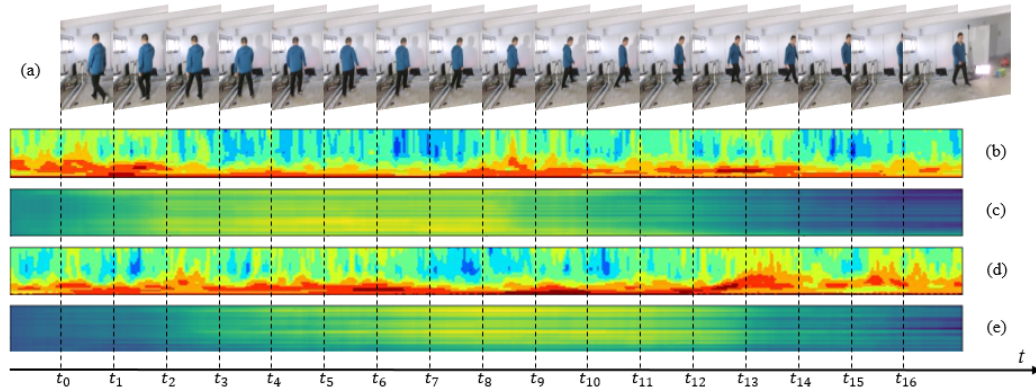 (a)
(b)
(c)
(d)
(e)
t
t₀ t₁ t₂ t₃ t₄ t₅ t₆ t₇ t₈ t₉ t₁₀ t₁₁ t₁₂ t₁₃ t₁₄ t₁₅ t₁₆